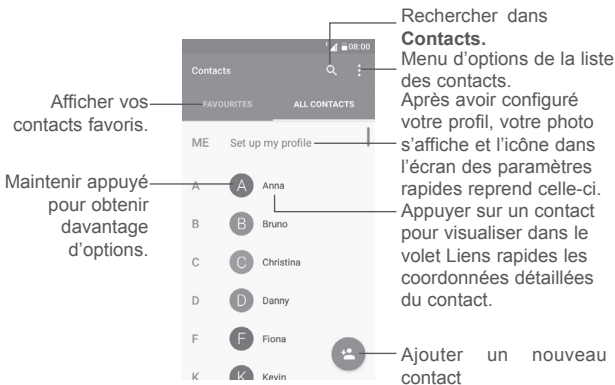 Rechercher dans
Contacts.
Menu d'options de la liste
des contacts.
Après avoir configuré
votre profil, votre photo
s'affiche et l'icône dans
l'écran des paramètres
rapides reprend celle-ci.
Appuyer sur un contact
pour visualiser dans le
volet Liens rapides les
coordonnées détaillées
du contact.
Ajouter un nouveau
contact
Afficher vos
contacts favoris.
Maintenir appuyé
pour obtenir
davantage
d'options.
08:00
Contacts
FAVOURITES ALL CONTACTS
ME Set up my profile
A A Anna
B B Bruno
C C Christina
D D Danny
F F Fiona
K K Kevin